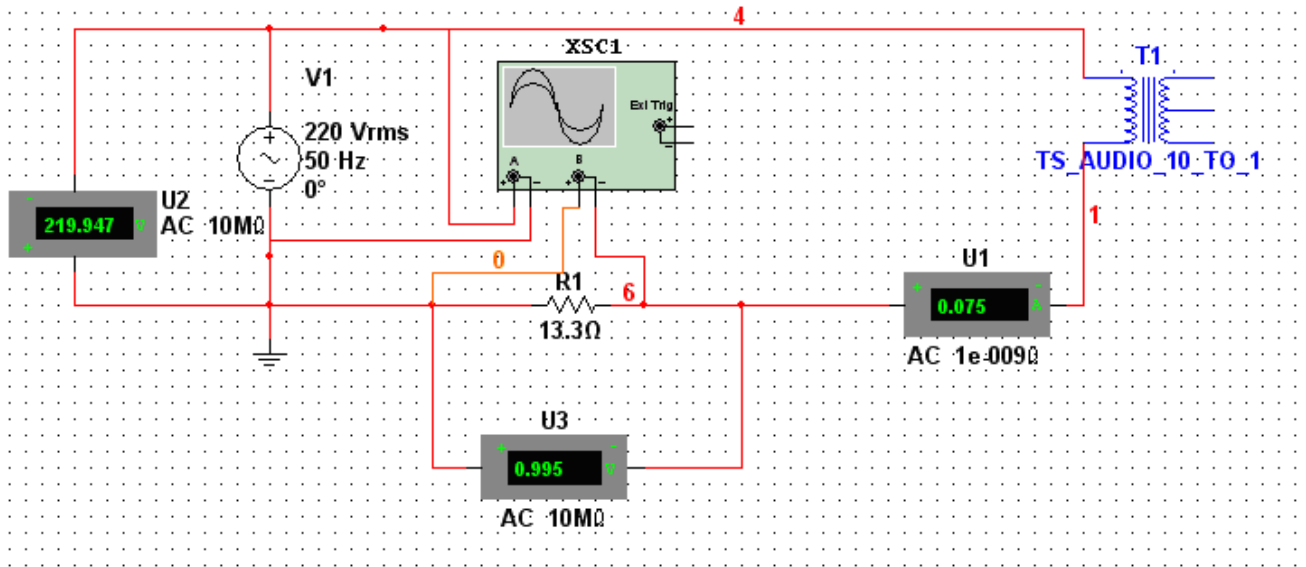 4
XSC1
T1
V1
Ext Trig
+
220 Vrms
50 Hz
0°
A
B
TS_AUDIO_10_TO_1
U2
219.947 V
AC 10MΩ
1
0
R1
6
U1
13.3Ω
0.075 A
AC 1e-009Ω
U3
0.995 V
AC 10MΩ